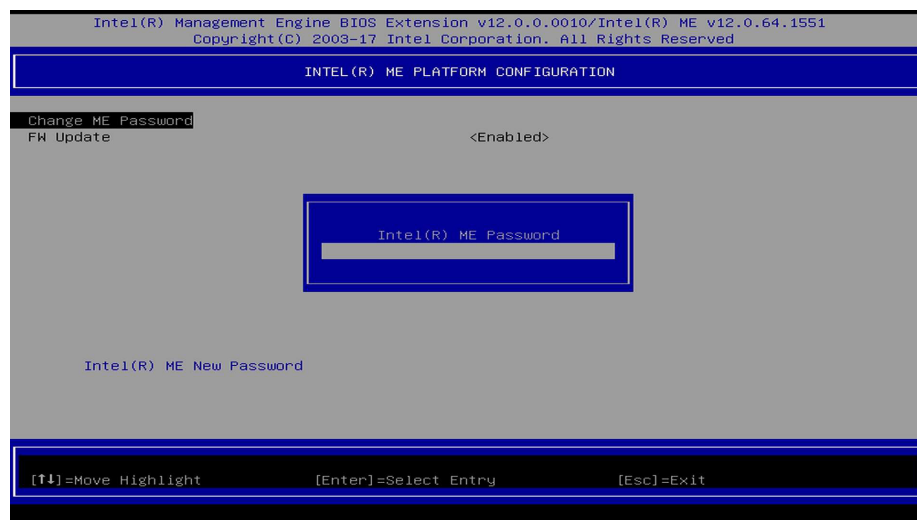 Intel(R) Management Engine BIOS Extension v12.0.0.0010/Intel(R) ME v12.0.64.1551
Copyright(C) 2003-17 Intel Corporation. All Rights Reserved
INTEL(R) ME PLATFORM CONFIGURATION
Change ME Password
FW Update <Enabled>
Intel(R) ME Password
Intel(R) ME New Password
[↑↓]=Move Highlight [Enter]=Select Entry [Esc]=Exit